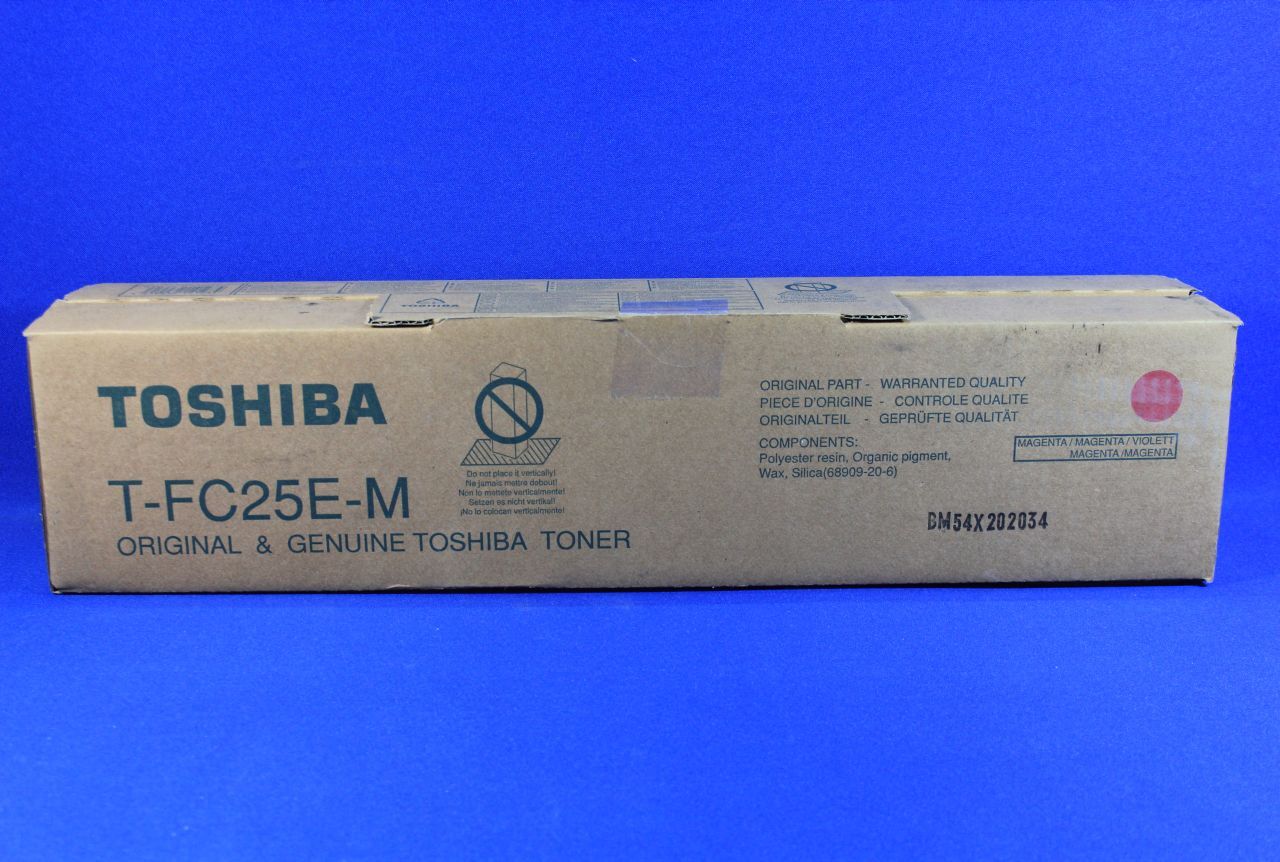 TOSHIBA
TOSHIBA
T-FC25E-M
ORIGINAL & GENUINE TOSHIBA TONER
Do not place it vertically!
Ne jamais mettre debout!
Non lo mettete verticalmente!
Setzen es nicht vertikal!
¡No lo colocan verticalmente!
ORIGINAL PART - WARRANTED QUALITY
PIECE D'ORIGINE - CONTROLE QUALITE
ORIGINALTEIL - GEPRÜFTE QUALITÄT
COMPONENTS:
Polyester resin, Organic pigment,
Wax, Silica(68909-20-6)
MAGENTA / MAGENTA / VIOLETT
MAGENTA /MAGENTA
BM54X202034